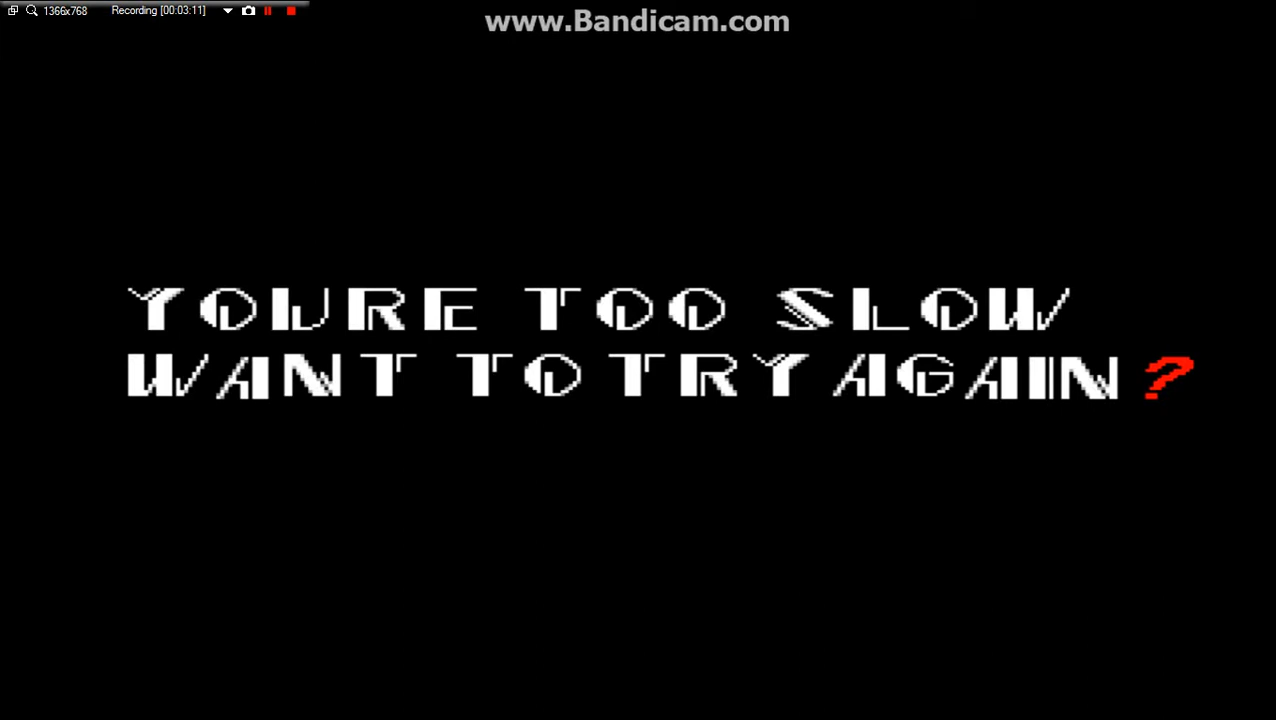 1366x768 Recording [00:03:11]
www.Bandicam.com
YOURE TOO SLOW
WANT TO TRY AGAIN?